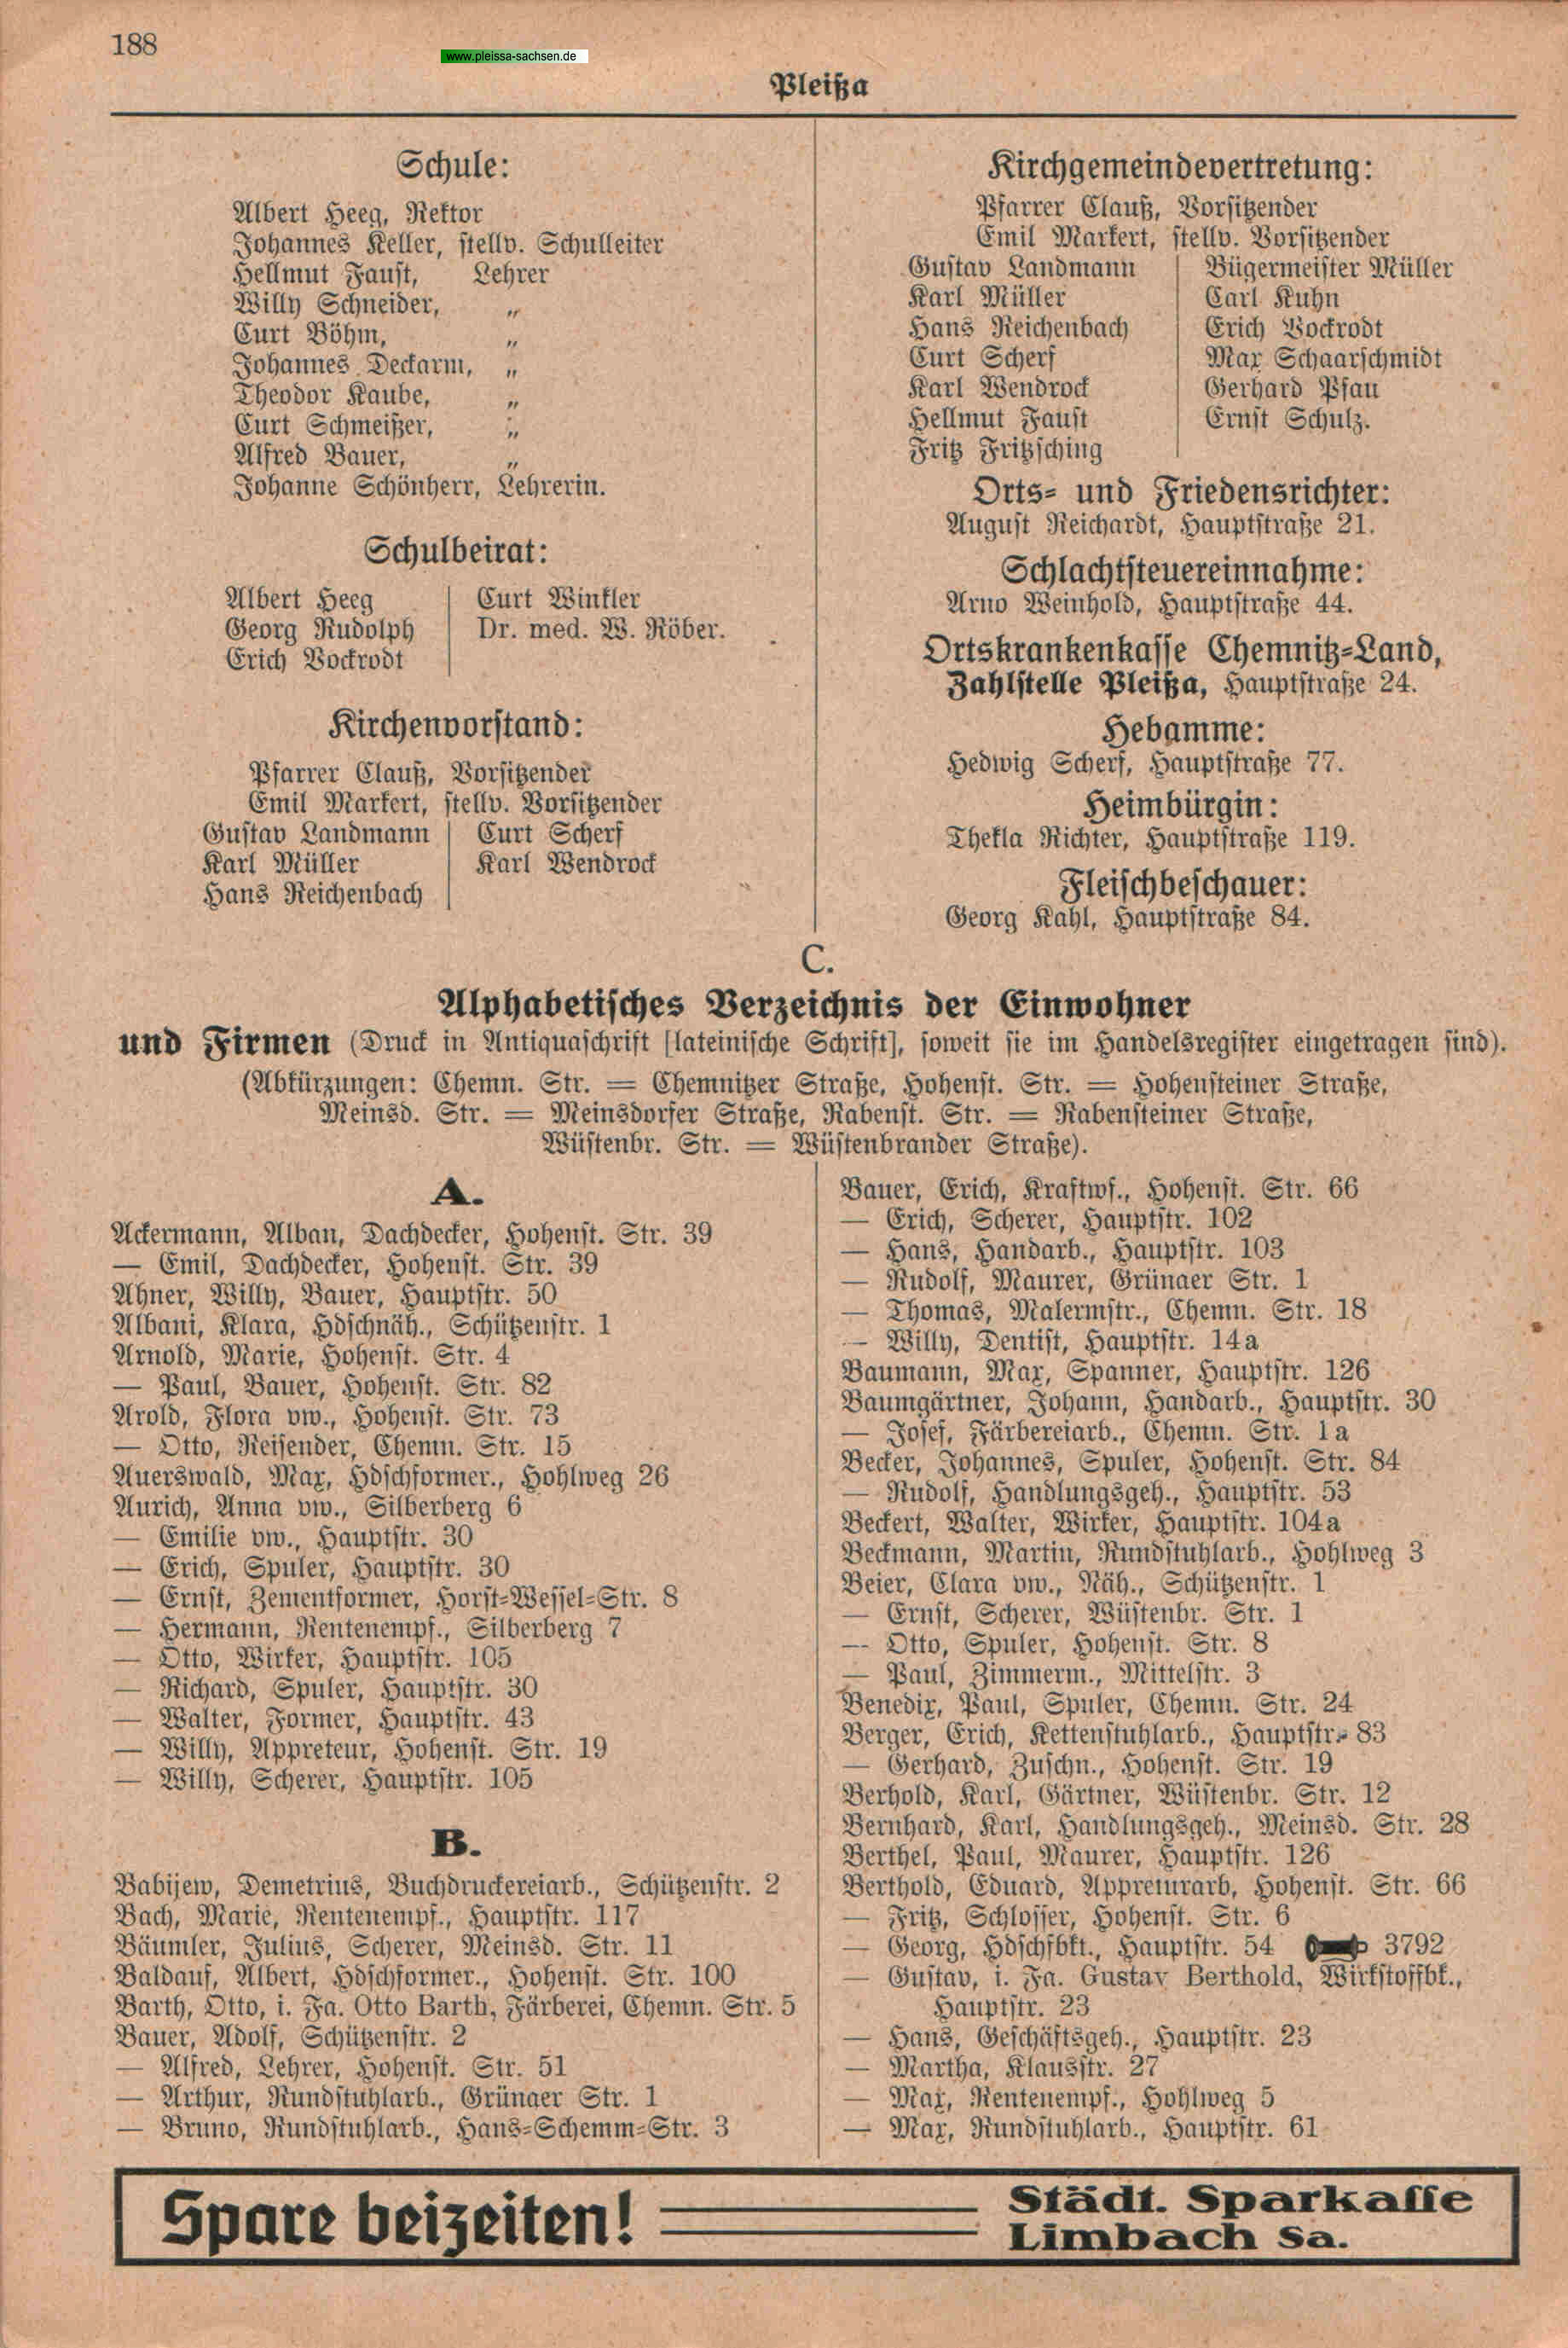 188
www.pleissa-sachsen.de
Pleißa
Schule:
Albert Heeg, Rektor
Johannes Keller, stellv. Schulleiter
Hellmut Faust, Lehrer
Willy Schneider, „
Curt Böhm, „
Johannes Deckarm, „
Theodor Kaube, „
Curt Schmeißer, „
Alfred Bauer, „
Johanne Schönherr, Lehrerin.
Schulbeirat:
Albert Heeg
Georg Rudolph
Erich Vockrodt
Curt Winkler
Dr. med. W. Röber.
Kirchenvorstand:
Pfarrer Clauß, Vorsitzender
Emil Markert, stellv. Vorsitzender
Gustav Landmann
Karl Müller
Hans Reichenbach
Curt Scherf
Karl Wendrock
Kirchgemeindevertretung:
Pfarrer Clauß, Vorsitzender
Emil Markert, stellv. Vorsitzender
Gustav Landmann
Karl Müller
Hans Reichenbach
Curt Scherf
Karl Wendrock
Hellmut Faust
Fritz Fritzsching
Bügermeister Müller
Carl Kuhn
Erich Vockrodt
Max Schaarschmidt
Gerhard Pfau
Ernst Schulz.
Orts- und Friedensrichter:
August Reichardt, Hauptstraße 21.
Schlachtsteuereinnahme:
Arno Weinhold, Hauptstraße 44.
Ortskrankenkasse Chemnitz-Land,
Zahlstelle Pleißa, Hauptstraße 24.
Hebamme:
Hedwig Scherf, Hauptstraße 77.
Heimbürgin:
Thekla Richter, Hauptstraße 119.
Fleischbeschauer:
Georg Kahl, Hauptstraße 84.
C.
Alphabetisches Verzeichnis der Einwohner
und Firmen (Druck in Antiquaschrift [lateinische Schrift], soweit sie im Handelsregister eingetragen sind).
(Abkürzungen: Chemn. Str. = Chemnitzer Straße, Hohenst. Str. = Hohensteiner Straße,
Meinsd. Str. = Meinsdorfer Straße, Rabenst. Str. = Rabensteiner Straße,
Wüstenbr. Str. = Wüstenbrander Straße).
A.
Ackermann, Alban, Dachdecker, Hohenst. Str. 39
— Emil, Dachdecker, Hohenst. Str. 39
Ahner, Willy, Bauer, Hauptstr. 50
Albani, Klara, Hdschnäh., Schützenstr. 1
Arnold, Marie, Hohenst. Str. 4
— Paul, Bauer, Hohenst. Str. 82
Arold, Flora vw., Hohenst. Str. 73
— Otto, Reisender, Chemn. Str. 15
Auerswald, Max, Hdschformer., Hohlweg 26
Aurich, Anna vw., Silberberg 6
— Emilie vw., Hauptstr. 30
— Erich, Spuler, Hauptstr. 30
— Ernst, Zementformer, Horst-Wessel-Str. 8
— Hermann, Rentenempf., Silberberg 7
— Otto, Wirker, Hauptstr. 105
— Richard, Spuler, Hauptstr. 30
— Walter, Former, Hauptstr. 43
— Willy, Appreteur, Hohenst. Str. 19
— Willy, Scherer, Hauptstr. 105
B.
Babijew, Demetrius, Buchdruckereiarb., Schützenstr. 2
Bach, Marie, Rentenempf., Hauptstr. 117
Bäumler, Julius, Scherer, Meinsd. Str. 11
Baldauf, Albert, Hdschformer., Hohenst. Str. 100
Barth, Otto, i. Fa. Otto Barth, Färberei, Chemn. Str. 5
Bauer, Adolf, Schützenstr. 2
— Alfred, Lehrer, Hohenst. Str. 51
— Arthur, Rundstuhlarb., Grünaer Str. 1
— Bruno, Rundstuhlarb., Hans-Schemm-Str. 3
Bauer, Erich, Kraftwf., Hohenst. Str. 66
— Erich, Scherer, Hauptstr. 102
— Hans, Handarb., Hauptstr. 103
— Rudolf, Maurer, Grünaer Str. 1
— Thomas, Malermstr., Chemn. Str. 18
— Willy, Dentist, Hauptstr. 14a
Baumann, Max, Spanner, Hauptstr. 126
Baumgärtner, Johann, Handarb., Hauptstr. 30
— Josef, Färbereiarb., Chemn. Str. 1a
Becker, Johannes, Spuler, Hohenst. Str. 84
— Rudolf, Handlungsgeh., Hauptstr. 53
Beckert, Walter, Wirker, Hauptstr. 104a
Beckmann, Martin, Rundstuhlarb., Hohlweg 3
Beier, Clara vw., Näh., Schützenstr. 1
— Ernst, Scherer, Wüstenbr. Str. 1
— Otto, Spuler, Hohenst. Str. 8
— Paul, Zimmerm., Mittelstr. 3
Benedix, Paul, Spuler, Chemn. Str. 24
Berger, Erich, Kettenstuhlarb., Hauptstr. 83
— Gerhard, Zuschn., Hohenst. Str. 19
Berhold, Karl, Gärtner, Wüstenbr. Str. 12
Bernhard, Karl, Handlungsgeh., Meinsd. Str. 28
Berthel, Paul, Maurer, Hauptstr. 126
Berthold, Eduard, Appreturarb, Hohenst. Str. 66
— Fritz, Schlosser, Hohenst. Str. 6
— Georg, Hdschfbkt., Hauptstr. 54 3792
— Gustav, i. Fa. Gustav Berthold, Wirkstoffbk.,
Hauptstr. 23
— Hans, Geschäftsgeh., Hauptstr. 23
— Martha, Klausstr. 27
— Max, Rentenempf., Hohlweg 5
— Max, Rundstuhlarb., Hauptstr. 61
Spare beizeiten!
Städt. Sparkasse
Limbach Sa.